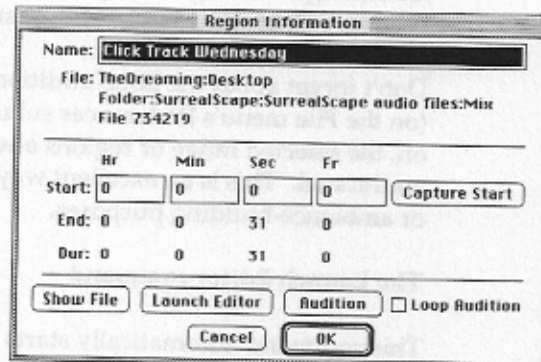 Region Information
Name: Click Track Wednesday
File: TheDreaming:Desktop
Folder:SurrealScape:SurrealScape audio files:Mix
File 734219
Hr Min Sec Fr
Start: 0 0 0 0 Capture Start
End: 0 0 31 0
Dur: 0 0 31 0
Show File Launch Editor Audition Loop Audition
Cancel OK